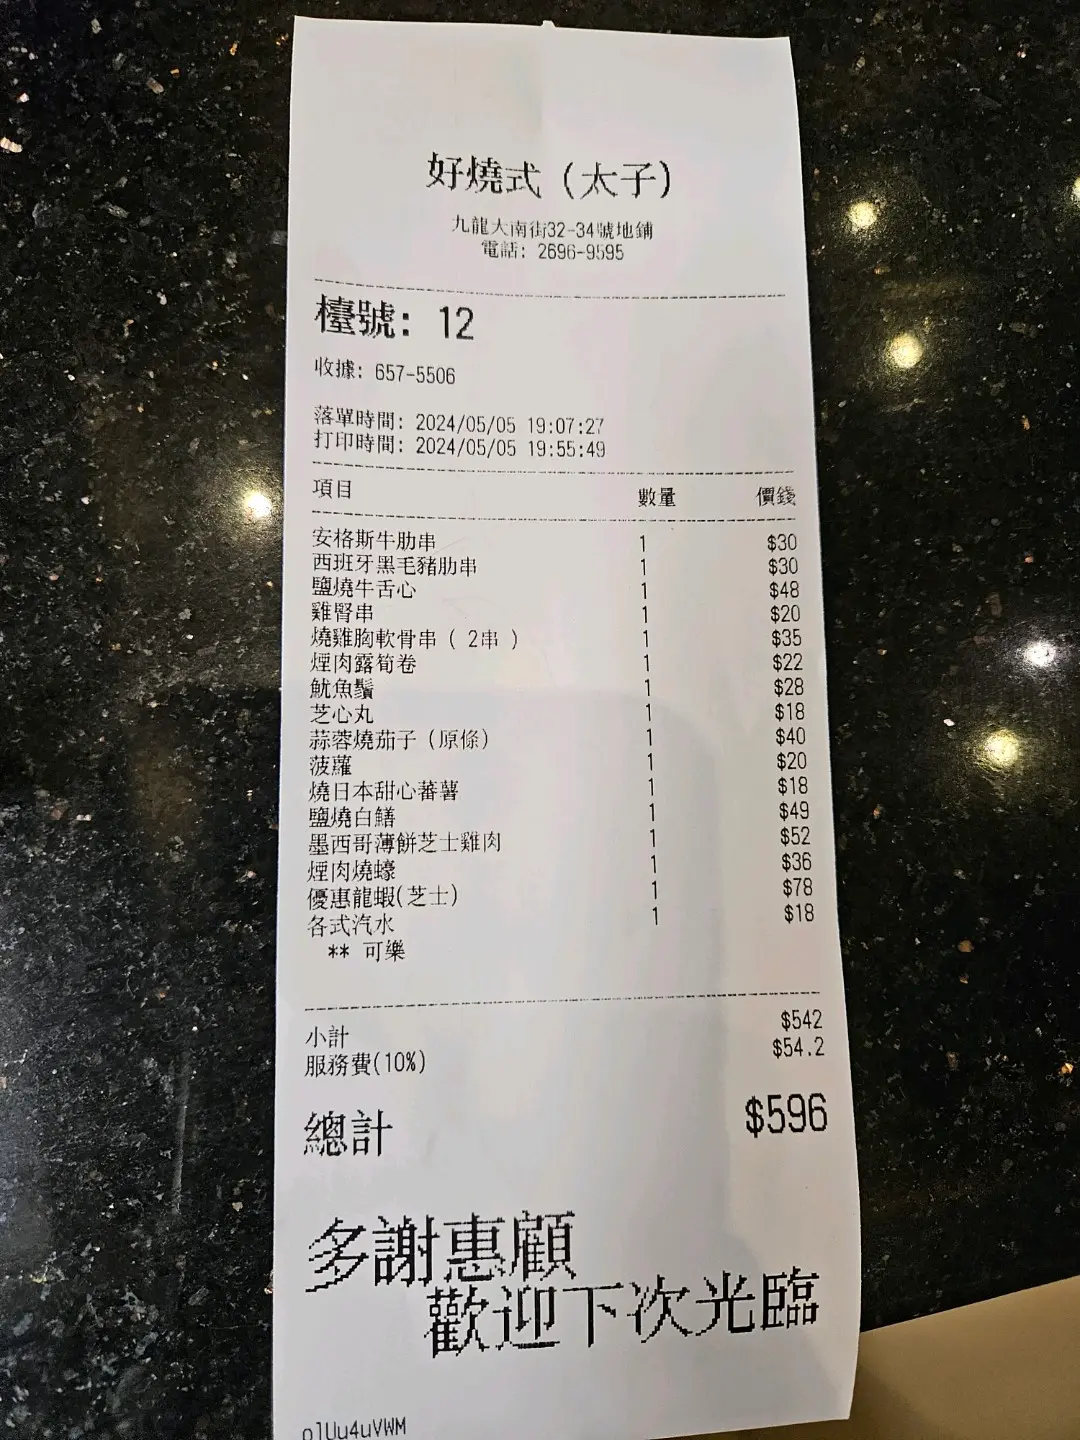 好燒式（太子）
九龍大南街32-34號地鋪
電話: 2696-9595
檯號: 12
收據: 657-5506
落單時間: 2024/05/05 19:07:27
打印時間: 2024/05/05 19:55:49
項目 數量 價錢
安格斯牛肋串 1 $30
西班牙黑毛豬肋串 1 $30
鹽燒牛舌心 1 $48
雞腎串 1 $20
燒雞胸軟骨串 ( 2串 ) 1 $35
煙肉露筍卷 1 $22
魷魚鬚 1 $28
芝心丸 1 $18
蒜蓉燒茄子（原條） 1 $40
菠蘿 1 $20
燒日本甜心蕃薯 1 $18
鹽燒白鱔 1 $49
墨西哥薄餅芝士雞肉 1 $52
煙肉燒蠔 1 $36
優惠龍蝦(芝士) 1 $78
各式汽水 1 $18
** 可樂
小計 $542
服務費(10%) $54.2
總計 $596
多謝惠顧
歡迎下次光臨
o1Uu4uVWM